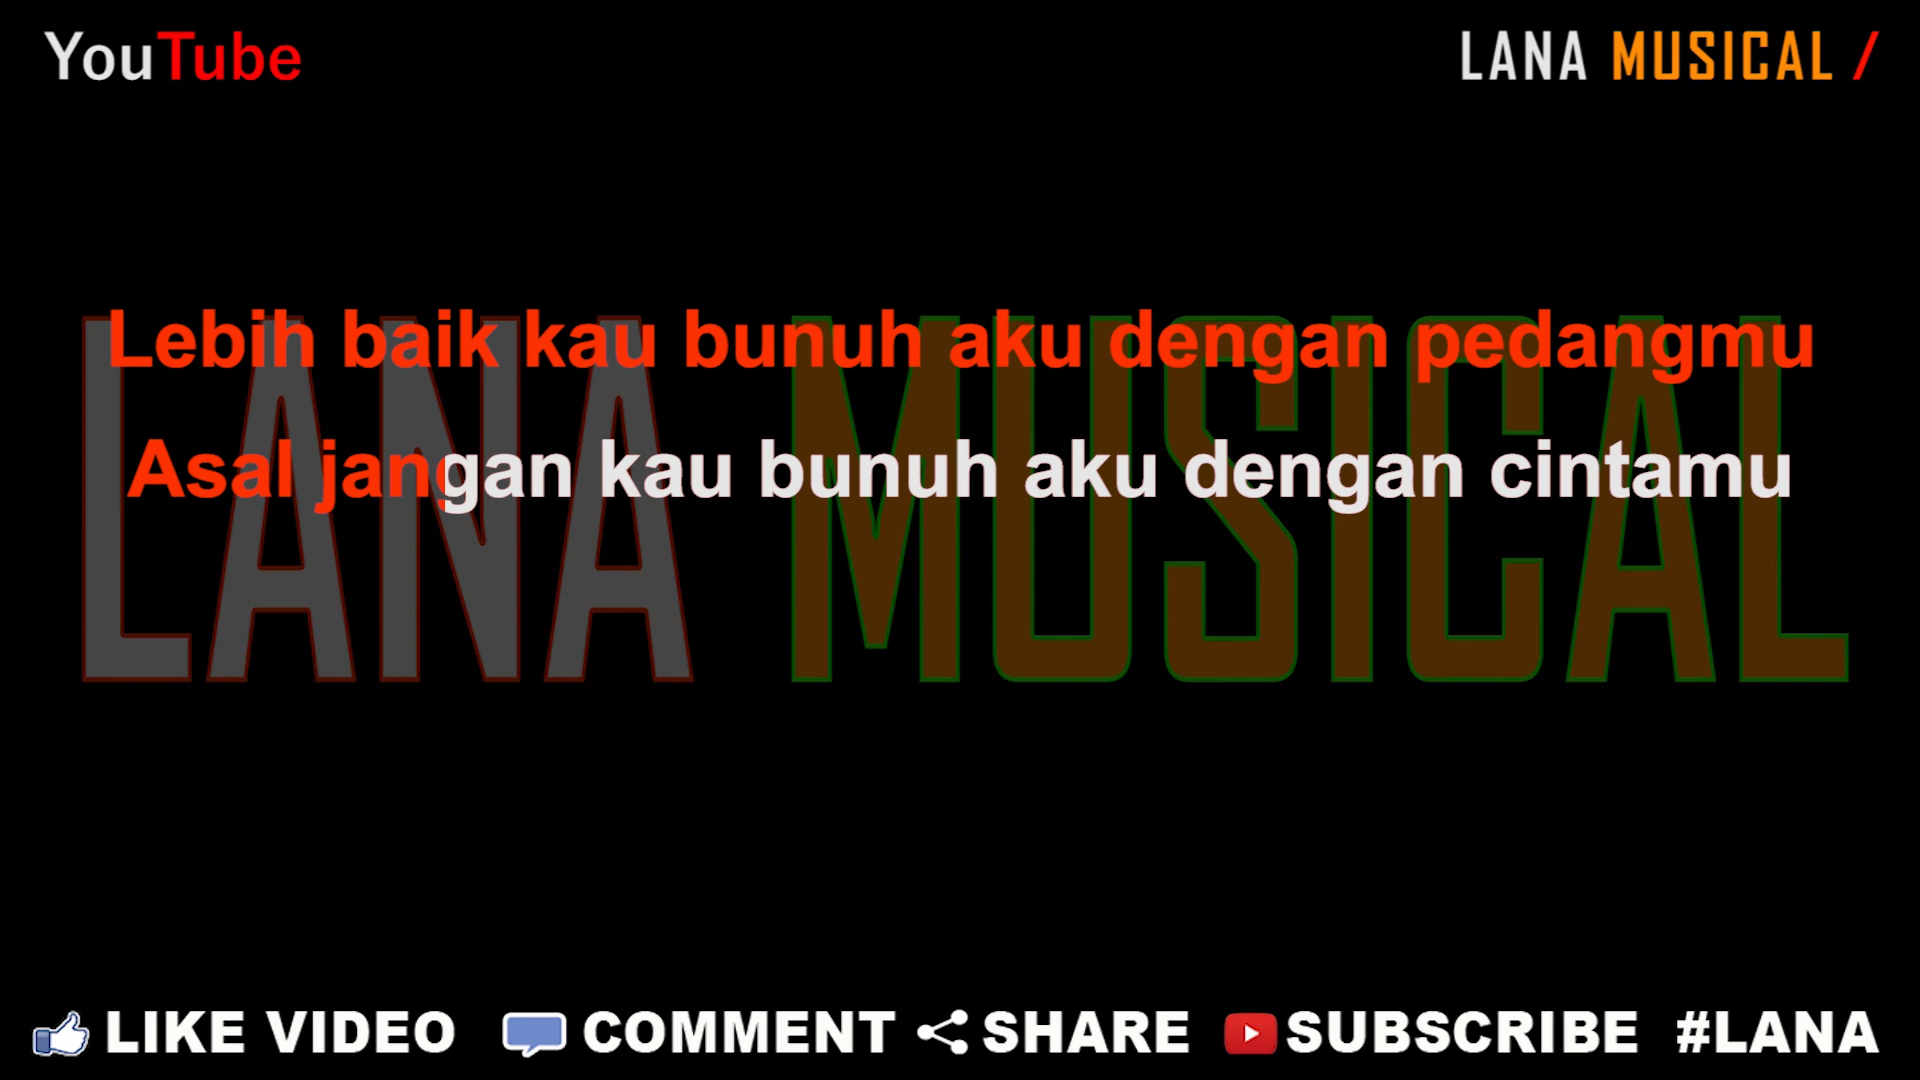 YouTube
LANA MUSICAL /
Lebih baik kau bunuh aku dengan pedangmu
Asal jangan kau bunuh aku dengan cintamu
LANA MUSICAL
LIKE VIDEO COMMENT SHARE SUBSCRIBE #LANA